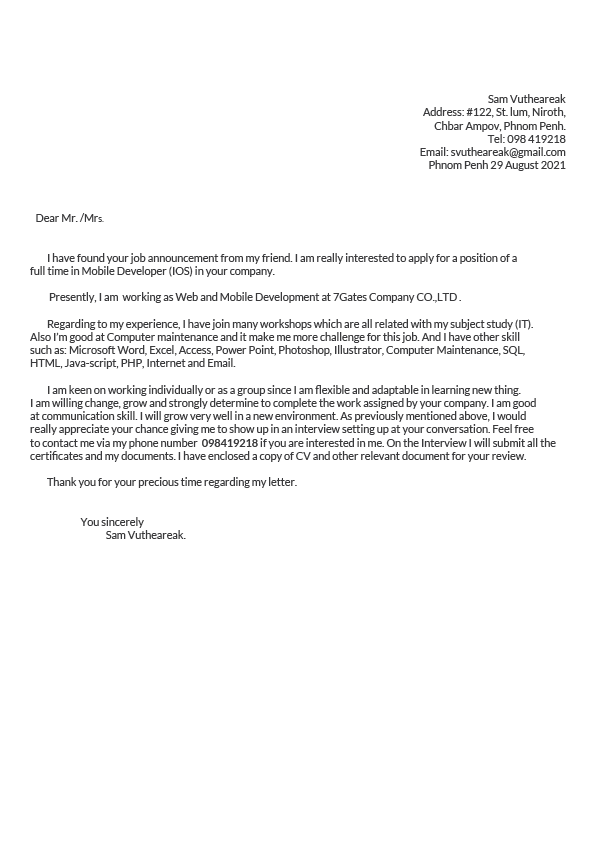 Sam Vutheareak
Address: #122, St. lum, Niroth,
Chbar Ampov, Phnom Penh.
Tel: 098 419218
Email: svutheareak@gmail.com
Phnom Penh 29 August 2021
Dear Mr. /Mrs.
I have found your job announcement from my friend. I am really interested to apply for a position of a
full time in Mobile Developer (IOS) in your company.
Presently, I am working as Web and Mobile Development at 7Gates Company CO.,LTD .
Regarding to my experience, I have join many workshops which are all related with my subject study (IT).
Also I'm good at Computer maintenance and it make me more challenge for this job. And I have other skill
such as: Microsoft Word, Excel, Access, Power Point, Photoshop, Illustrator, Computer Maintenance, SQL,
HTML, Java-script, PHP, Internet and Email.
I am keen on working individually or as a group since I am flexible and adaptable in learning new thing.
I am willing change, grow and strongly determine to complete the work assigned by your company. I am good
at communication skill. I will grow very well in a new environment. As previously mentioned above, I would
really appreciate your chance giving me to show up in an interview setting up at your conversation. Feel free
to contact me via my phone number 098419218 if you are interested in me. On the Interview I will submit all the
certificates and my documents. I have enclosed a copy of CV and other relevant document for your review.
Thank you for your precious time regarding my letter.
You sincerely
Sam Vutheareak.